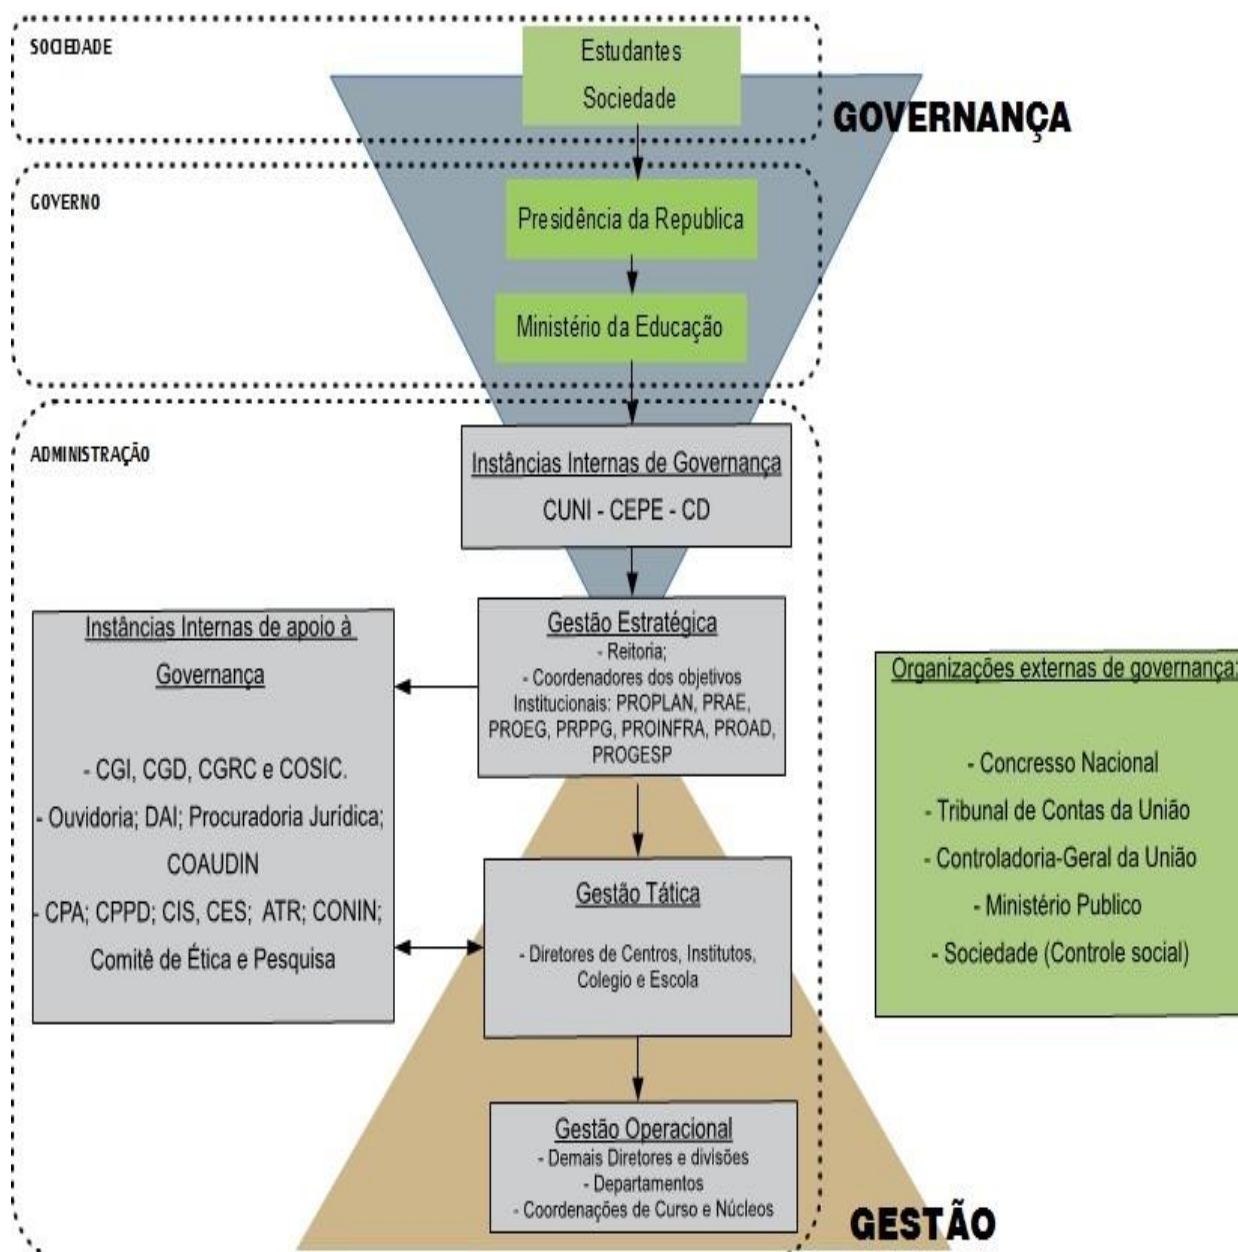 SOCIEDADE
Estudantes
Sociedade
GOVERNANÇA
GOVERNO
Presidência da Republica
Ministério da Educação
ADMINISTRAÇÃO
Instâncias Internas de Governança
CUNI - CEPE - CD
Gestão Estratégica
- Reitoria;
- Coordenadores dos objetivos
Institucionais: PROPLAN, PRAE,
PROEG, PRPPG, PROINFRA, PROAD,
PROGESP
Instâncias Internas de apoio à
Governança
- CGI, CGD, CGRC e COSIC.
- Ouvidoria; DAI; Procuradoria Jurídica;
COAUDIN
- CPA; CPPD; CIS, CES; ATR; CONIN;
Comitê de Ética e Pesquisa
Organizações externas de governança:
- Concresso Nacional
- Tribunal de Contas da União
- Controladoria-Geral da União
- Ministério Publico
- Sociedade (Controle social)
Gestão Tática
- Diretores de Centros, Institutos,
Colegio e Escola
Gestão Operacional
- Demais Diretores e divisões
- Departamentos
- Coordenações de Curso e Núcleos
GESTÃO